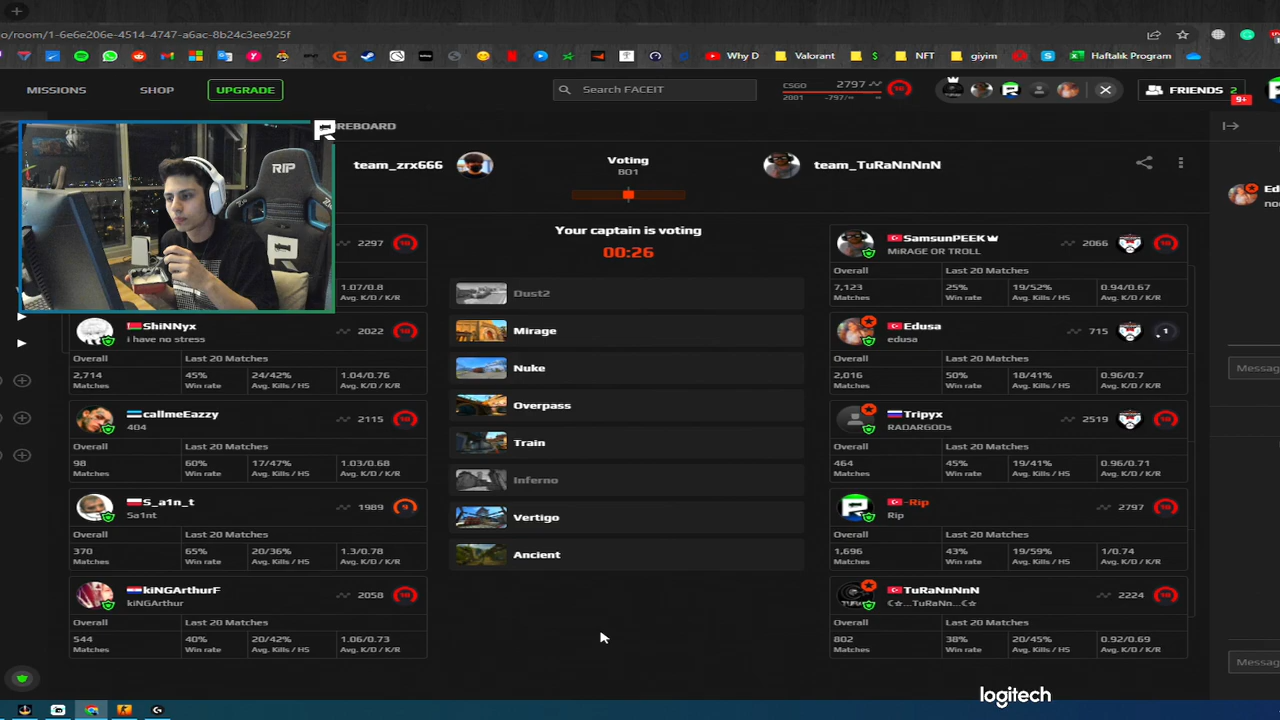 o/room/1-6e6e206e-4514-4747-a6ac-8b24c3ee925f
Why D
Valorant
$
NFT
giyim
Haftalık Program
MISSIONS
SHOP
UPGRADE
Search FACEIT
CSGO
2797
2001 -797/∞
FRIENDS 2
9+
REBOARD
RIP
team_zrx666
Voting
BO1
team_TuRaNnNnN
Your captain is voting
00:26
Dust2
Mirage
Nuke
Overpass
Train
Inferno
Vertigo
Ancient
2297
1.07/0.8
Avg. K/D / K/R
ShiNNyx
i have no stress
2022
Overall
Last 20 Matches
2,714
45%
24/42%
1.04/0.76
Matches
Win rate
Avg. Kills / HS
Avg. K/D / K/R
callmeEazzy
404
2115
Overall
Last 20 Matches
98
60%
17/47%
1.03/0.68
Matches
Win rate
Avg. Kills / HS
Avg. K/D / K/R
S_a1n_t
5a1nt
1989
9
Overall
Last 20 Matches
370
65%
20/36%
1.3/0.78
Matches
Win rate
Avg. Kills / HS
Avg. K/D / K/R
kiNGArthurF
kiNGArthur
2058
Overall
Last 20 Matches
544
40%
20/42%
1.06/0.73
Matches
Win rate
Avg. Kills / HS
Avg. K/D / K/R
SamsunPEEK
MiRAGE OR TROLL
2066
Overall
Last 20 Matches
7,123
25%
19/52%
0.94/0.67
Matches
Win rate
Avg. Kills / HS
Avg. K/D / K/R
Edusa
edusa
715
1
Overall
Last 20 Matches
2,016
50%
18/41%
0.96/0.7
Matches
Win rate
Avg. Kills / HS
Avg. K/D / K/R
Tripyx
RADARGODs
2519
Overall
Last 20 Matches
464
45%
19/41%
0.96/0.71
Matches
Win rate
Avg. Kills / HS
Avg. K/D / K/R
-Rip
Rip
2797
Overall
Last 20 Matches
1,696
43%
19/59%
1/0.74
Matches
Win rate
Avg. Kills / HS
Avg. K/D / K/R
TuRaNnNnN
☾☆...TuRaNn...☾☆
2224
Overall
Last 20 Matches
802
38%
20/45%
0.92/0.69
Matches
Win rate
Avg. Kills / HS
Avg. K/D / K/R
Ed
noo
Messag
Messag
logitech